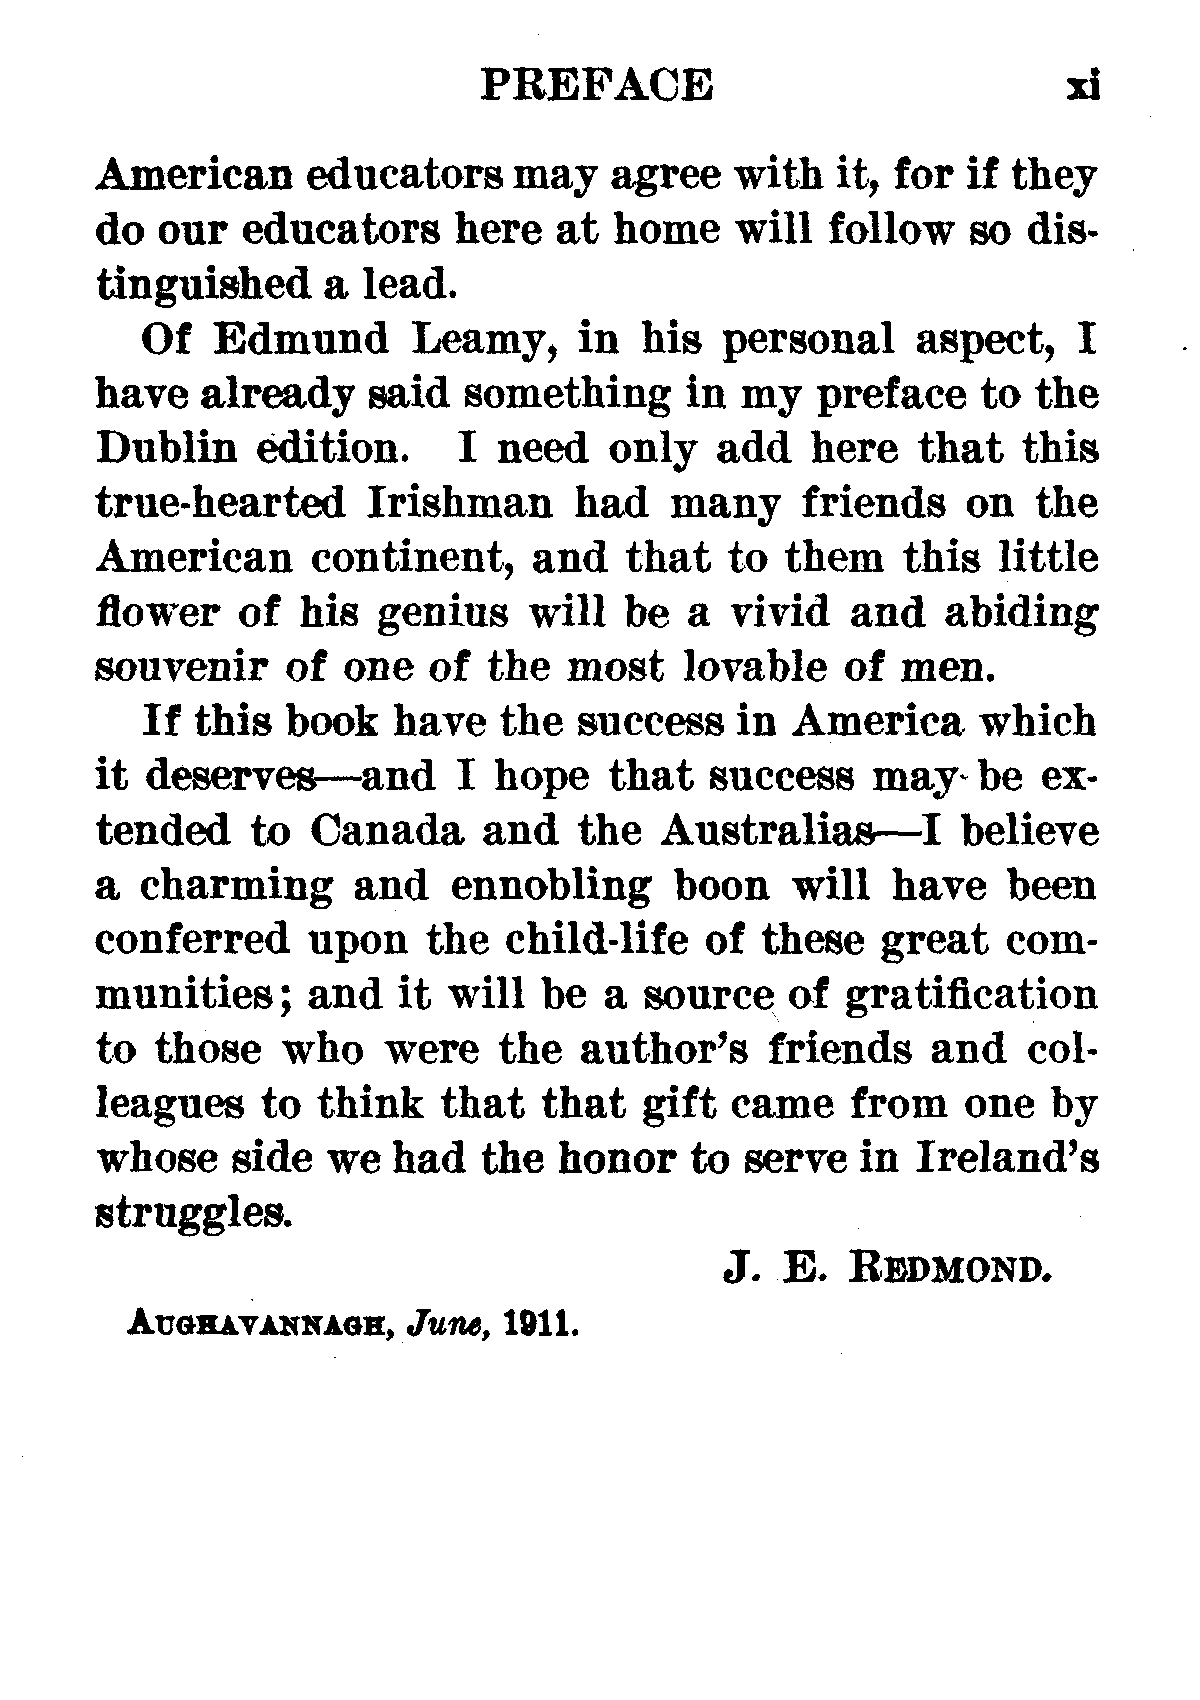 PREFACE xi
American educators may agree with it, for if they
do our educators here at home will follow so dis-
tinguished a lead.
Of Edmund Leamy, in his personal aspect, I
have already said something in my preface to the
Dublin edition. I need only add here that this
true-hearted Irishman had many friends on the
American continent, and that to them this little
flower of his genius will be a vivid and abiding
souvenir of one of the most lovable of men.
If this book have the success in America which
it deserves—and I hope that success may be ex-
tended to Canada and the Australias—I believe
a charming and ennobling boon will have been
conferred upon the child-life of these great com-
munities; and it will be a source of gratification
to those who were the author's friends and col-
leagues to think that that gift came from one by
whose side we had the honor to serve in Ireland's
struggles.
J. E. REDMOND.
AUGHAVANNAGH, June, 1911.